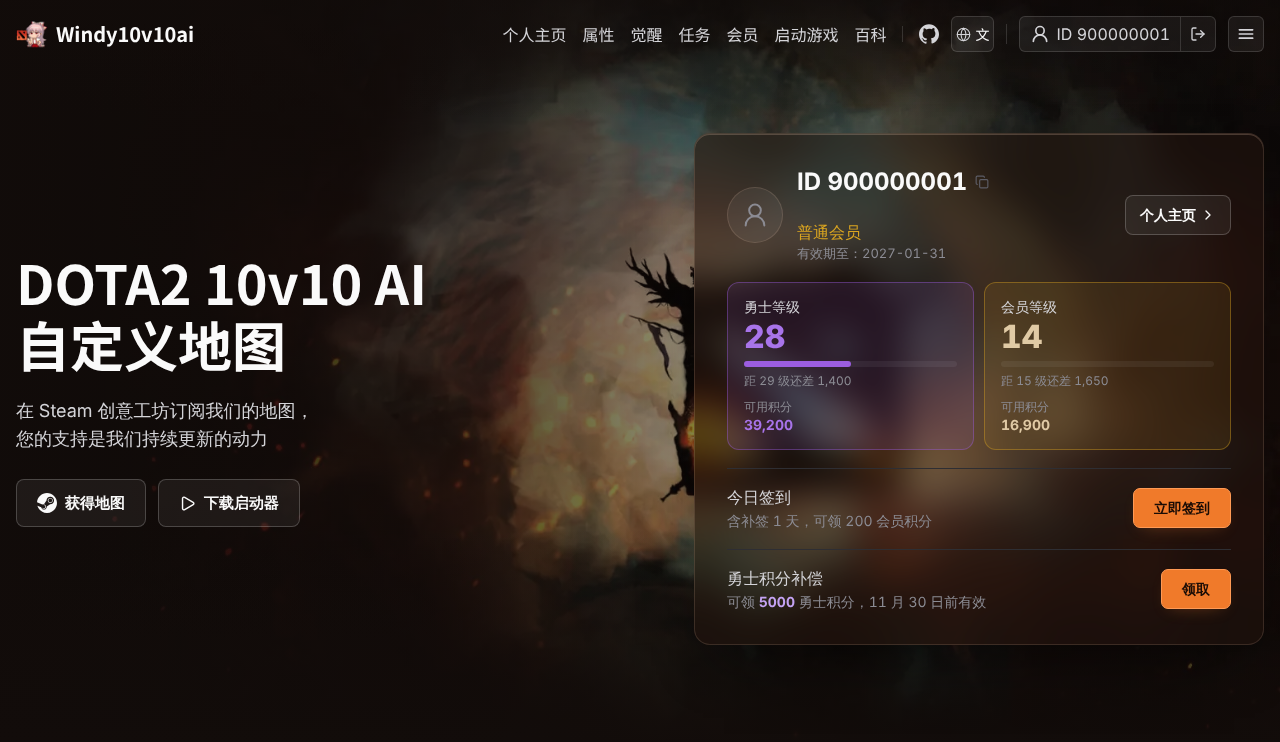 Windy10v10ai
个人主页 属性 觉醒 任务 会员 启动游戏 百科
文
ID 900000001
DOTA2 10v10 AI
自定义地图
在 Steam 创意工坊订阅我们的地图，
您的支持是我们持续更新的动力
获得地图
下载启动器
ID 900000001
普通会员
有效期至：2027-01-31
个人主页
勇士等级
28
距 29 级还差 1,400
可用积分
39,200
会员等级
14
距 15 级还差 1,650
可用积分
16,900
今日签到
含补签 1 天，可领 200 会员积分
立即签到
勇士积分补偿
可领 5000 勇士积分，11 月 30 日前有效
领取